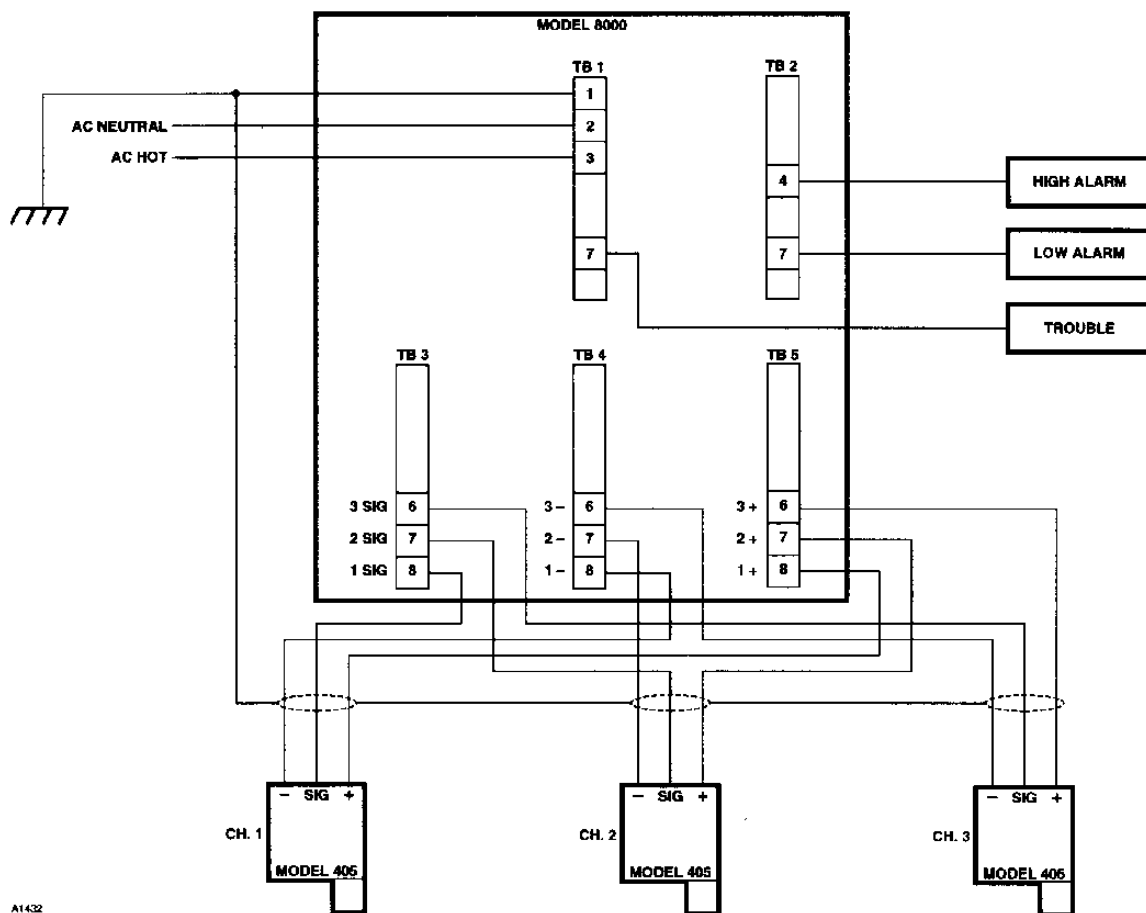 MODEL 8000
TB 1
TB 2
1
AC NEUTRAL
2
AC HOT
3
4
HIGH ALARM
7
7
LOW ALARM
TROUBLE
TB 3
TB 4
TB 5
3 SIG
6
3 –
6
3 +
6
2 SIG
7
2 –
7
2 +
7
1 SIG
8
1 –
8
1 +
8
– SIG +
– SIG +
– SIG +
CH. 1
CH. 2
CH. 3
MODEL 405
MODEL 405
MODEL 405
A1432